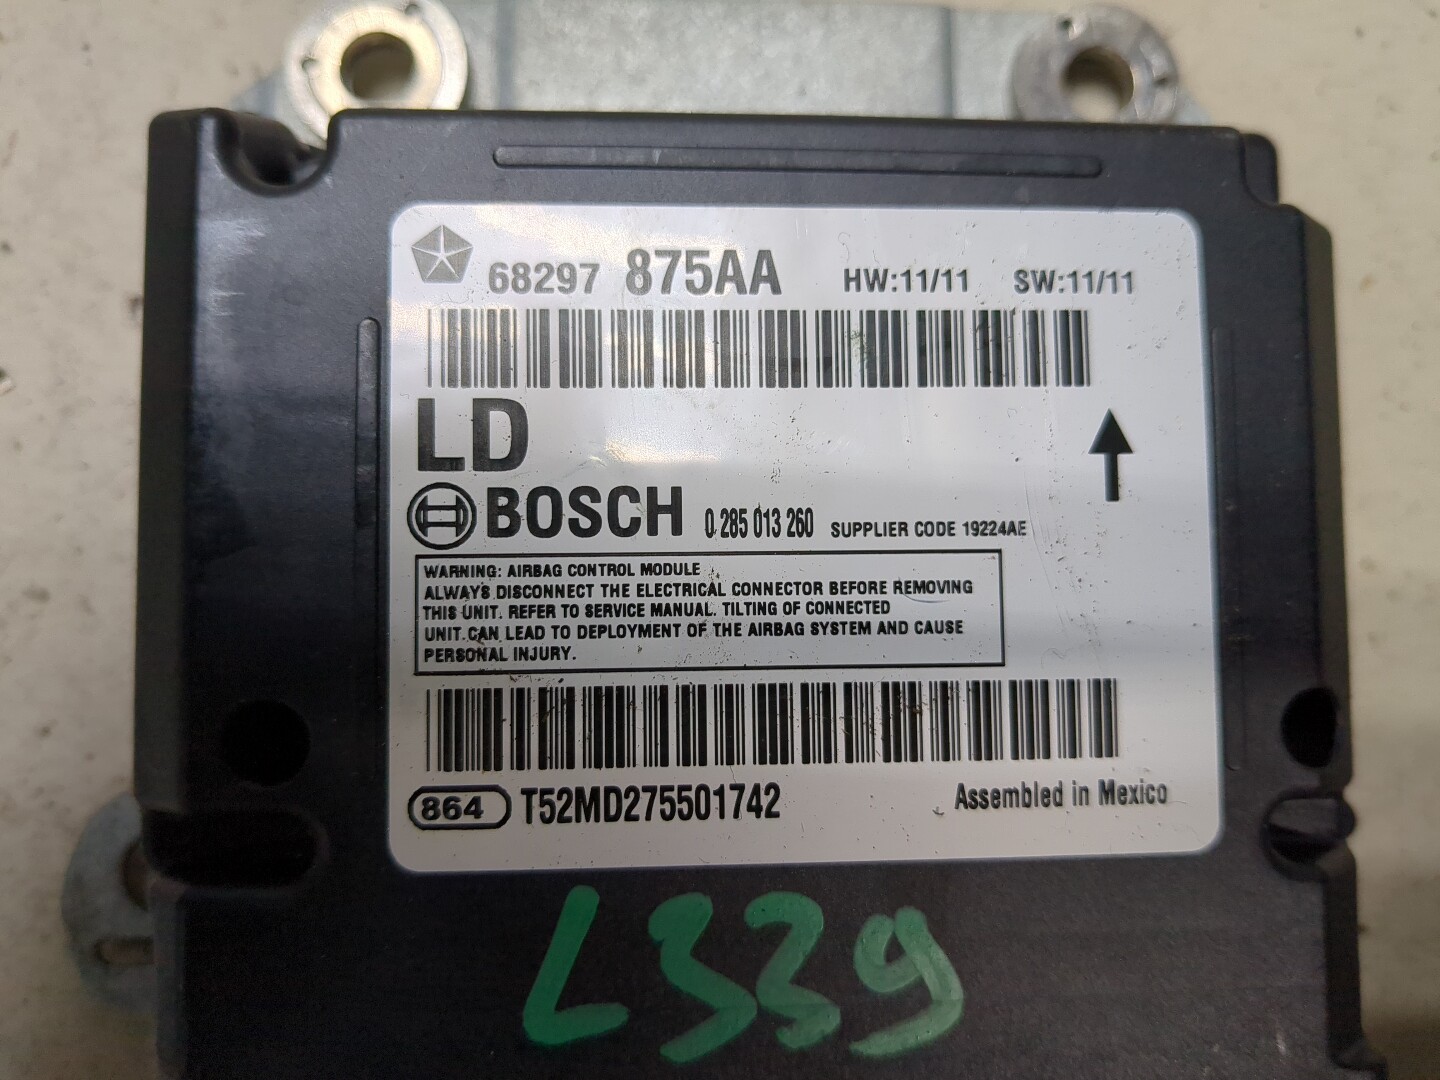 68297 875AA HW:11/11 SW:11/11
LD
BOSCH 0 285 013 260 SUPPLIER CODE 19224AE
WARNING: AIRBAG CONTROL MODULE
ALWAYS DISCONNECT THE ELECTRICAL CONNECTOR BEFORE REMOVING
THIS UNIT. REFER TO SERVICE MANUAL. TILTING OF CONNECTED
UNIT CAN LEAD TO DEPLOYMENT OF THE AIRBAG SYSTEM AND CAUSE
PERSONAL INJURY.
864 T52MD275501742 Assembled in Mexico
L339